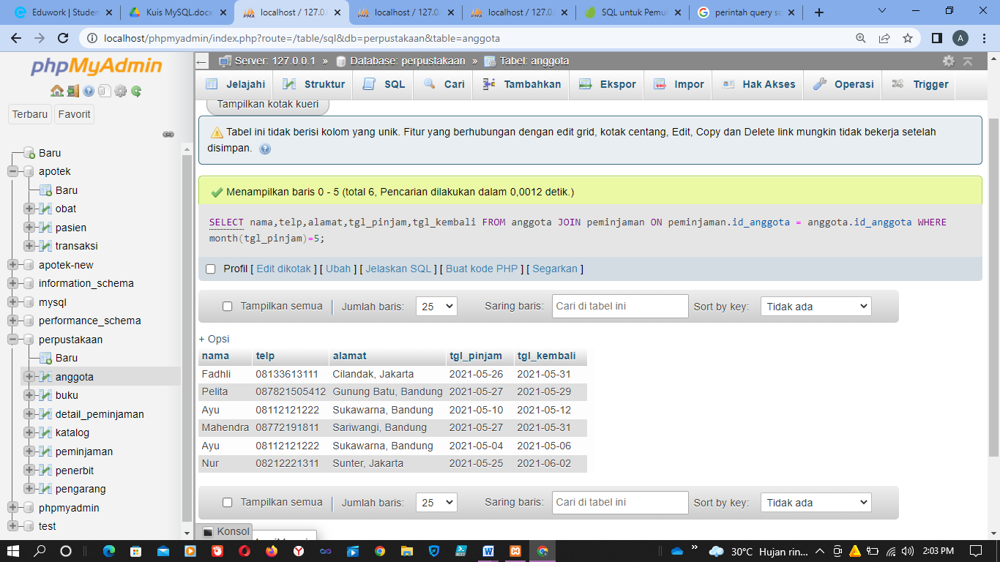 Eduwork | Studen
Kuis MySQL.docx
localhost / 127.0.
localhost / 127.0.
localhost / 127.0.
SQL untuk Pemul
perintah query sq
localhost/phpmyadmin/index.php?route=/table/sql&db=perpustakaan&table=anggota
A
phpMyAdmin
Terbaru Favorit
Baru
apotek
Baru
obat
pasien
transaksi
apotek-new
information_schema
mysql
performance_schema
perpustakaan
Baru
anggota
buku
detail_peminjaman
katalog
peminjaman
penerbit
pengarang
phpmyadmin
test
Server: 127.0.0.1 » Database: perpustakaan » Tabel: anggota
Jelajahi Struktur SQL Cari Tambahkan Ekspor Impor Hak Akses Operasi Trigger
Tampilkan kotak kueri
Tabel ini tidak berisi kolom yang unik. Fitur yang berhubungan dengan edit grid, kotak centang, Edit, Copy dan Delete link mungkin tidak bekerja setelah
disimpan.
Menampilkan baris 0 - 5 (total 6, Pencarian dilakukan dalam 0,0012 detik.)
SELECT nama,telp,alamat,tgl_pinjam,tgl_kembali FROM anggota JOIN peminjaman ON peminjaman.id_anggota = anggota.id_anggota WHERE
month(tgl_pinjam)=5;
Profil [ Edit dikotak ] [ Ubah ] [ Jelaskan SQL ] [ Buat kode PHP ] [ Segarkan ]
Tampilkan semua | Jumlah baris: 25 Saring baris: Cari di tabel ini Sort by key: Tidak ada
+ Opsi
nama telp alamat tgl_pinjam tgl_kembali
Fadhli 08133613111 Cilandak, Jakarta 2021-05-26 2021-05-31
Pelita 087821505412 Gunung Batu, Bandung 2021-05-27 2021-05-29
Ayu 08112121222 Sukawarna, Bandung 2021-05-10 2021-05-12
Mahendra 08772191811 Sariwangi, Bandung 2021-05-27 2021-05-31
Ayu 08112121222 Sukawarna, Bandung 2021-05-04 2021-05-06
Nur 08212221311 Sunter, Jakarta 2021-05-25 2021-06-02
Tampilkan semua | Jumlah baris: 25 Saring baris: Cari di tabel ini Sort by key: Tidak ada
Konsol
30°C Hujan rin... 2:03 PM